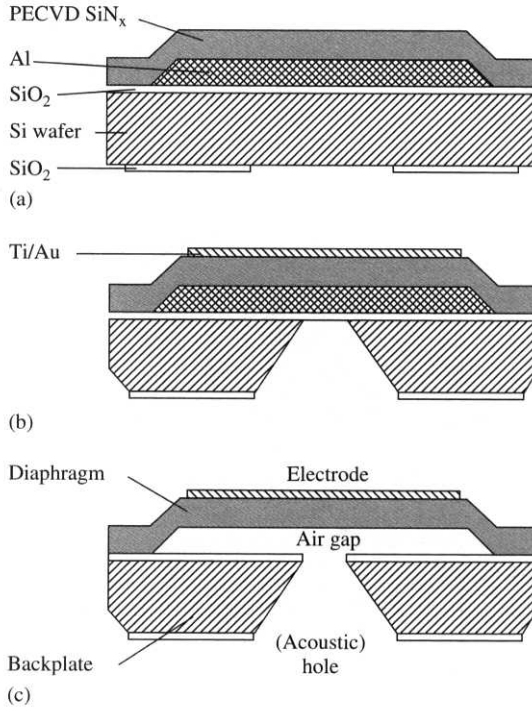 PECVD SiNₓ
Al
SiO₂
Si wafer
SiO₂
(a)
Ti/Au
(b)
Diaphragm
Electrode
Air gap
Backplate
(Acoustic)
hole
(c)